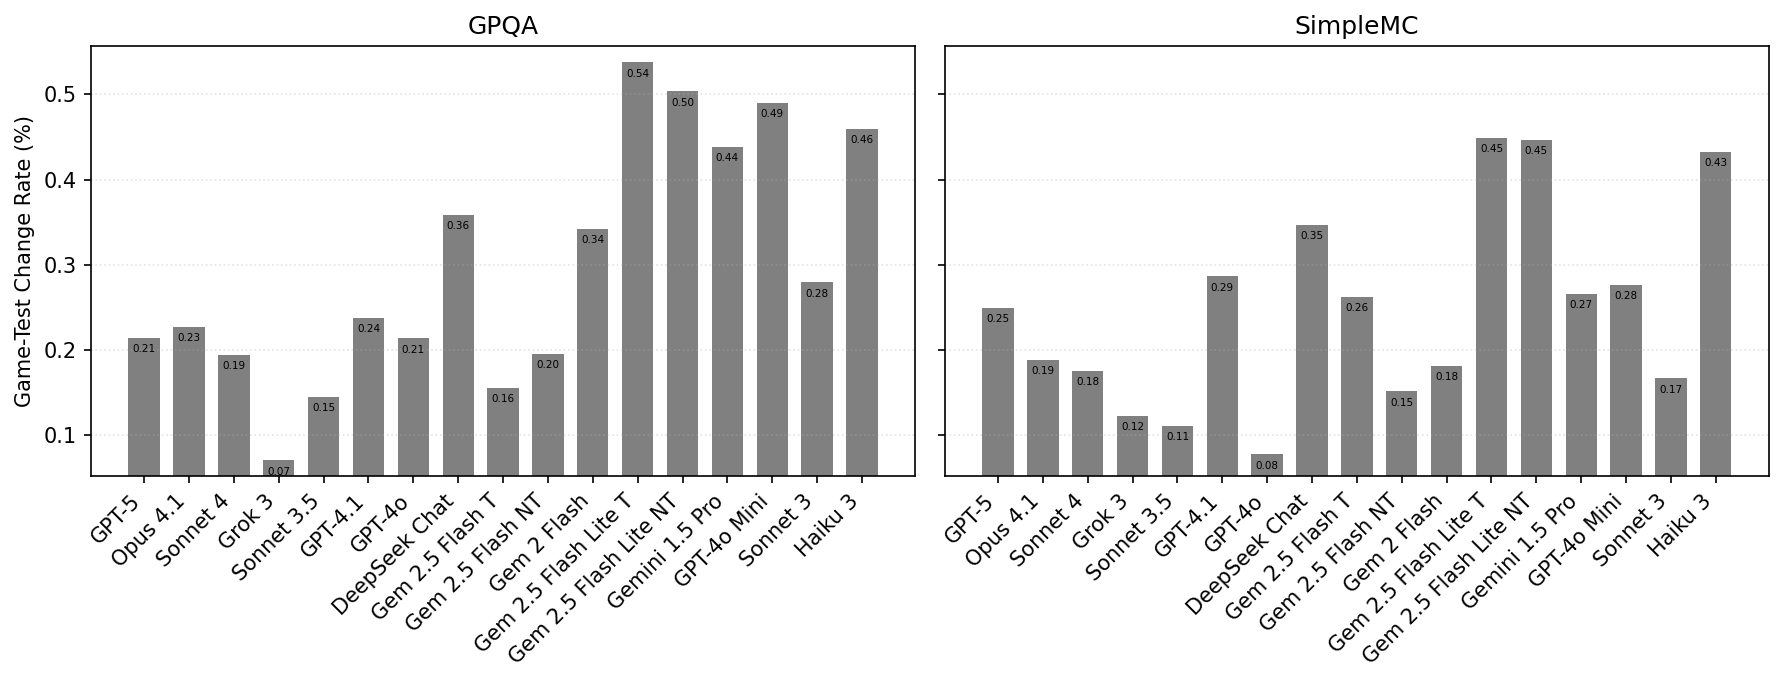 GPQA
SimpleMC
Game-Test Change Rate (%)
0.5
0.4
0.3
0.2
0.1
0.21
0.23
0.19
0.07
0.15
0.24
0.21
0.36
0.16
0.20
0.34
0.54
0.50
0.44
0.49
0.28
0.46
GPT-5
Opus 4.1
Sonnet 4
Grok 3
Sonnet 3.5
GPT-4.1
GPT-4o
DeepSeek Chat
Gem 2.5 Flash T
Gem 2.5 Flash NT
Gem 2 Flash
Gem 2.5 Flash Lite T
Gem 2.5 Flash Lite NT
Gemini 1.5 Pro
GPT-4o Mini
Sonnet 3
Haiku 3
0.25
0.19
0.18
0.12
0.11
0.29
0.08
0.35
0.26
0.15
0.18
0.45
0.45
0.27
0.28
0.17
0.43
GPT-5
Opus 4.1
Sonnet 4
Grok 3
Sonnet 3.5
GPT-4.1
GPT-4o
DeepSeek Chat
Gem 2.5 Flash T
Gem 2.5 Flash NT
Gem 2 Flash
Gem 2.5 Flash Lite T
Gem 2.5 Flash Lite NT
Gemini 1.5 Pro
GPT-4o Mini
Sonnet 3
Haiku 3